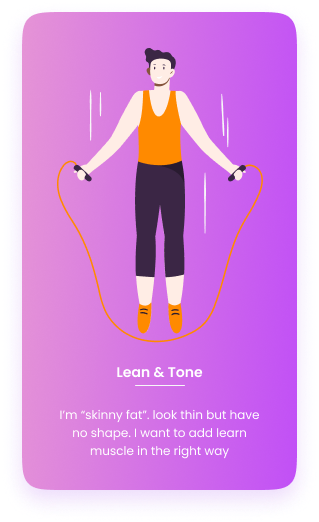 Lean & Tone
I'm “skinny fat”. look thin but have
no shape. I want to add learn
muscle in the right way